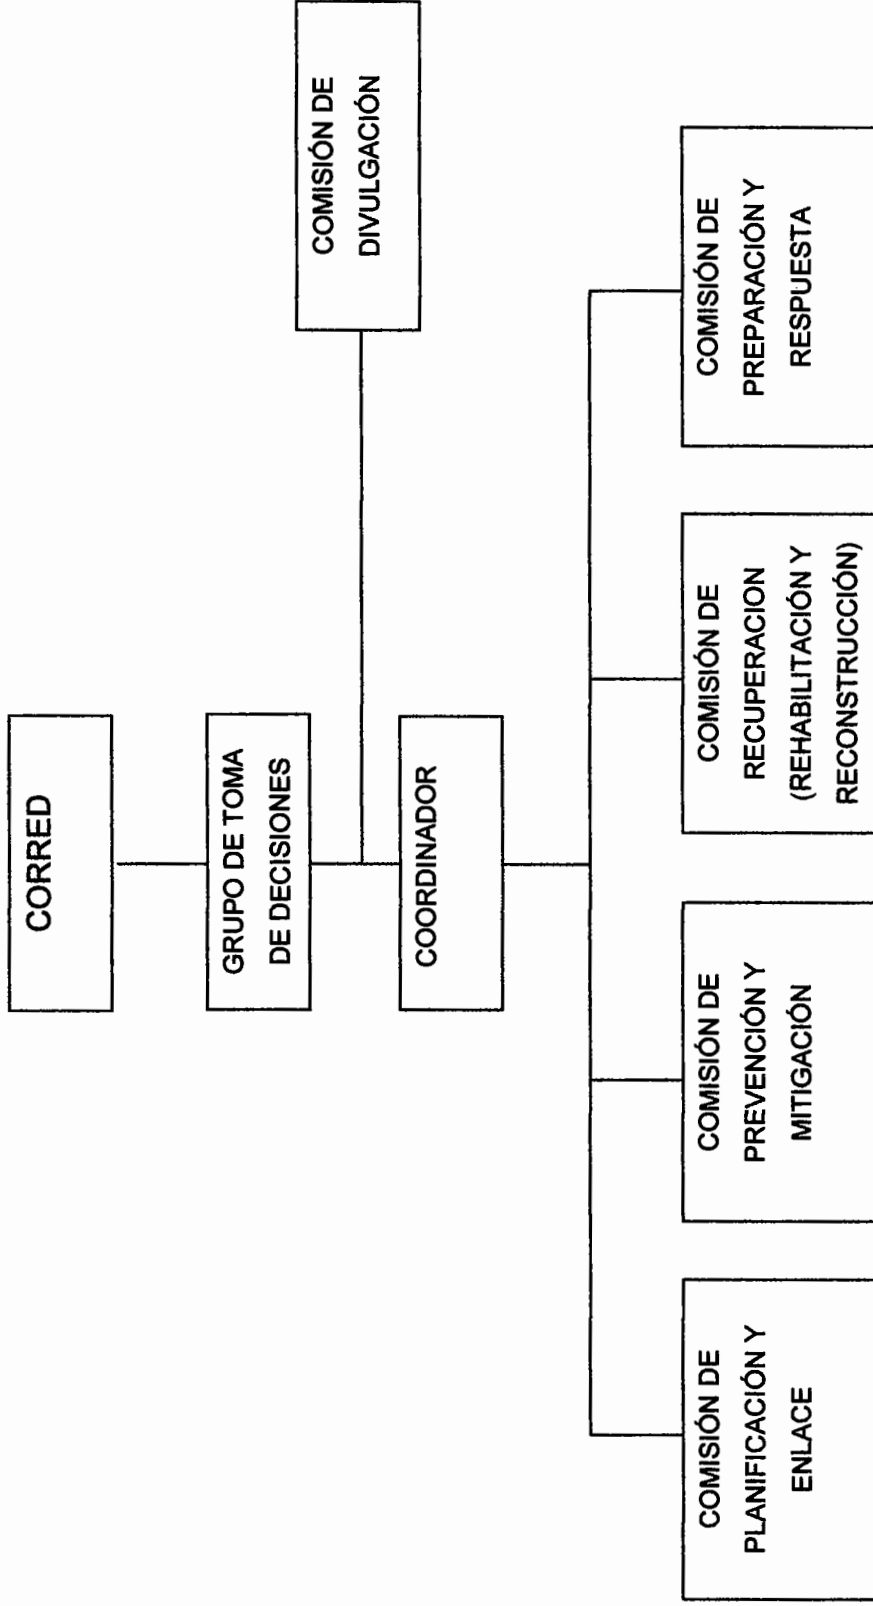 CORRED
GRUPO DE TOMA
DE DECISIONES
COMISIÓN DE
DIVULGACIÓN
COORDINADOR
COMISIÓN DE
PLANIFICACIÓN Y
ENLACE
COMISIÓN DE
PREVENCIÓN Y
MITIGACIÓN
COMISIÓN DE
RECUPERACION
(REHABILITACIÓN Y
RECONSTRUCCIÓN)
COMISIÓN DE
PREPARACIÓN Y
RESPUESTA